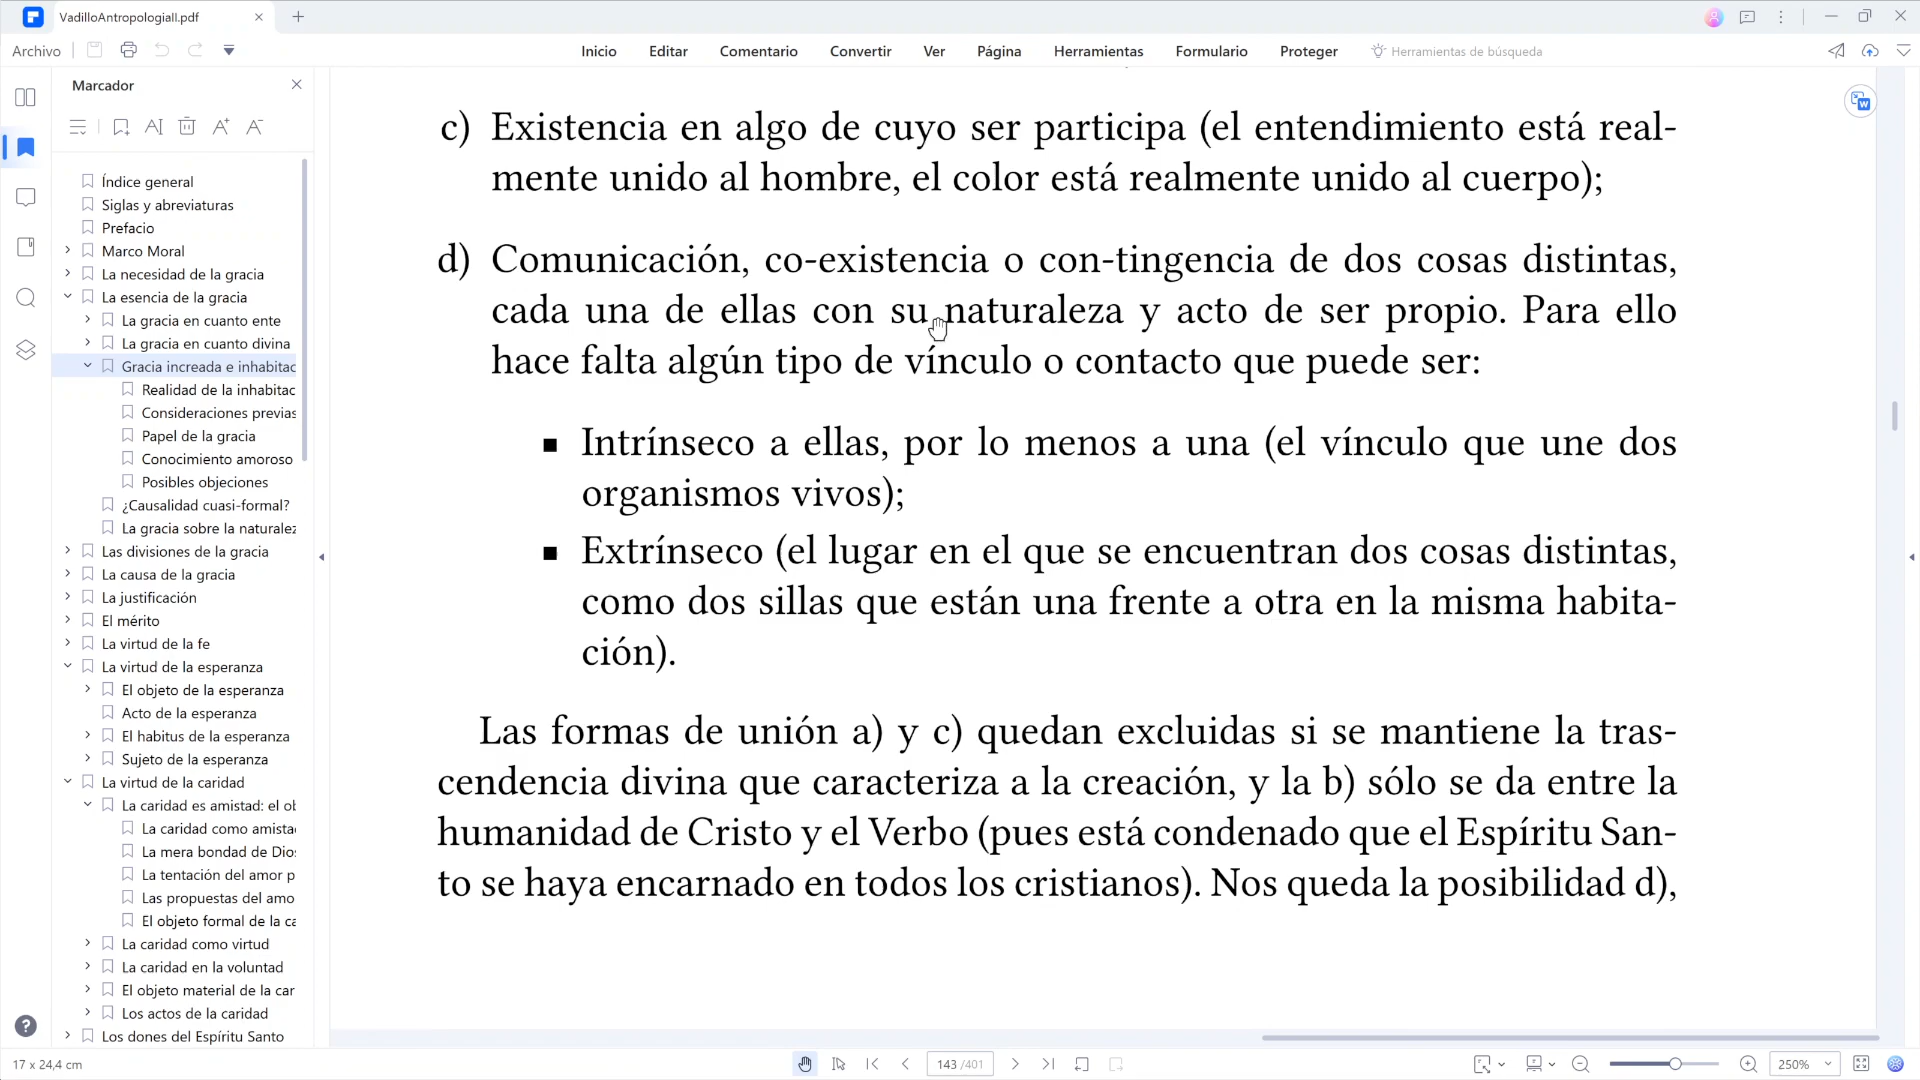 VadilloAntropologiaII.pdf
Archivo
Inicio
Editar
Comentario
Convertir
Ver
Página
Herramientas
Formulario
Proteger
Herramientas de búsqueda
Marcador
Índice general
Siglas y abreviaturas
Prefacio
Marco Moral
La necesidad de la gracia
La esencia de la gracia
La gracia en cuanto ente
La gracia en cuanto divina
Gracia increada e inhabitac
Realidad de la inhabitac
Consideraciones previas
Papel de la gracia
Conocimiento amoroso
Posibles objeciones
¿Causalidad cuasi-formal?
La gracia sobre la naturalez
Las divisiones de la gracia
La causa de la gracia
La justificación
El mérito
La virtud de la fe
La virtud de la esperanza
El objeto de la esperanza
Acto de la esperanza
El habitus de la esperanza
Sujeto de la esperanza
La virtud de la caridad
La caridad es amistad: el ob
La caridad como amista
La mera bondad de Dio
La tentación del amor p
Las propuestas del amo
El objeto formal de la ca
La caridad como virtud
La caridad en la voluntad
El objeto material de la car
Los actos de la caridad
Los dones del Espíritu Santo
c) Existencia en algo de cuyo ser participa (el entendimiento está real-
mente unido al hombre, el color está realmente unido al cuerpo);
d) Comunicación, co-existencia o con-tingencia de dos cosas distintas,
cada una de ellas con su naturaleza y acto de ser propio. Para ello
hace falta algún tipo de vínculo o contacto que puede ser:
▪ Intrínseco a ellas, por lo menos a una (el vínculo que une dos
organismos vivos);
▪ Extrínseco (el lugar en el que se encuentran dos cosas distintas,
como dos sillas que están una frente a otra en la misma habita-
ción).
Las formas de unión a) y c) quedan excluidas si se mantiene la tras-
cendencia divina que caracteriza a la creación, y la b) sólo se da entre la
humanidad de Cristo y el Verbo (pues está condenado que el Espíritu San-
to se haya encarnado en todos los cristianos). Nos queda la posibilidad d),
17 x 24,4 cm
143 /401
250%